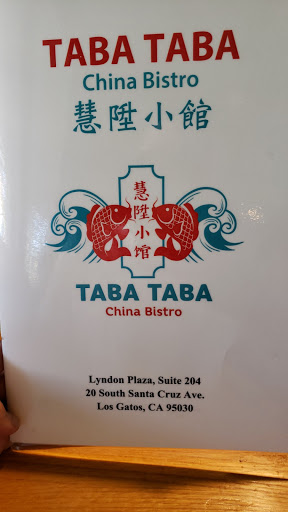 TABA TABA
China Bistro
慧陞小館
慧陞小館
TABA TABA
China Bistro
Lyndon Plaza, Suite 204
20 South Santa Cruz Ave.
Los Gatos, CA 95030